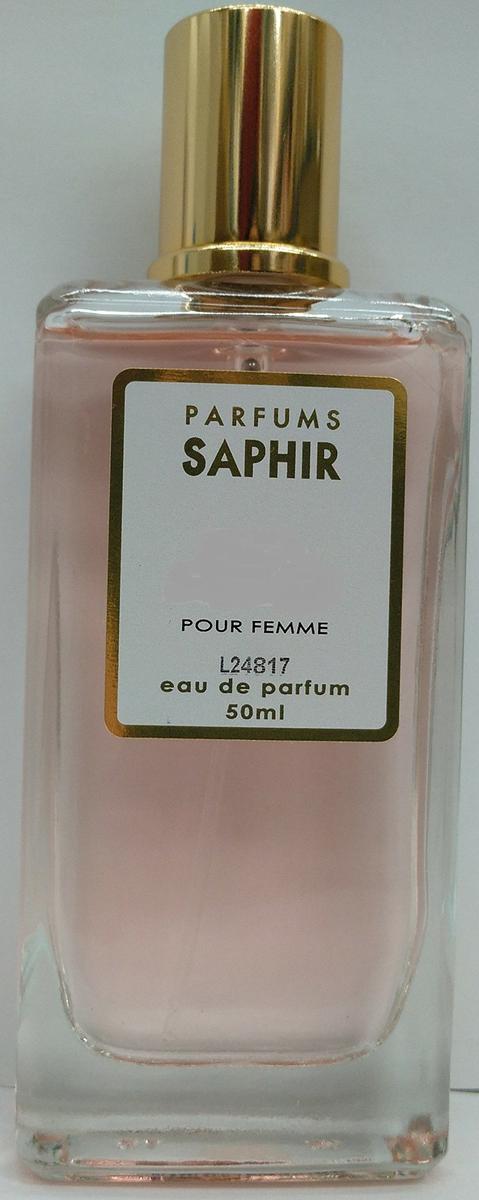 PARFUMS
SAPHIR
POUR FEMME
L24817
eau de parfum
50ml